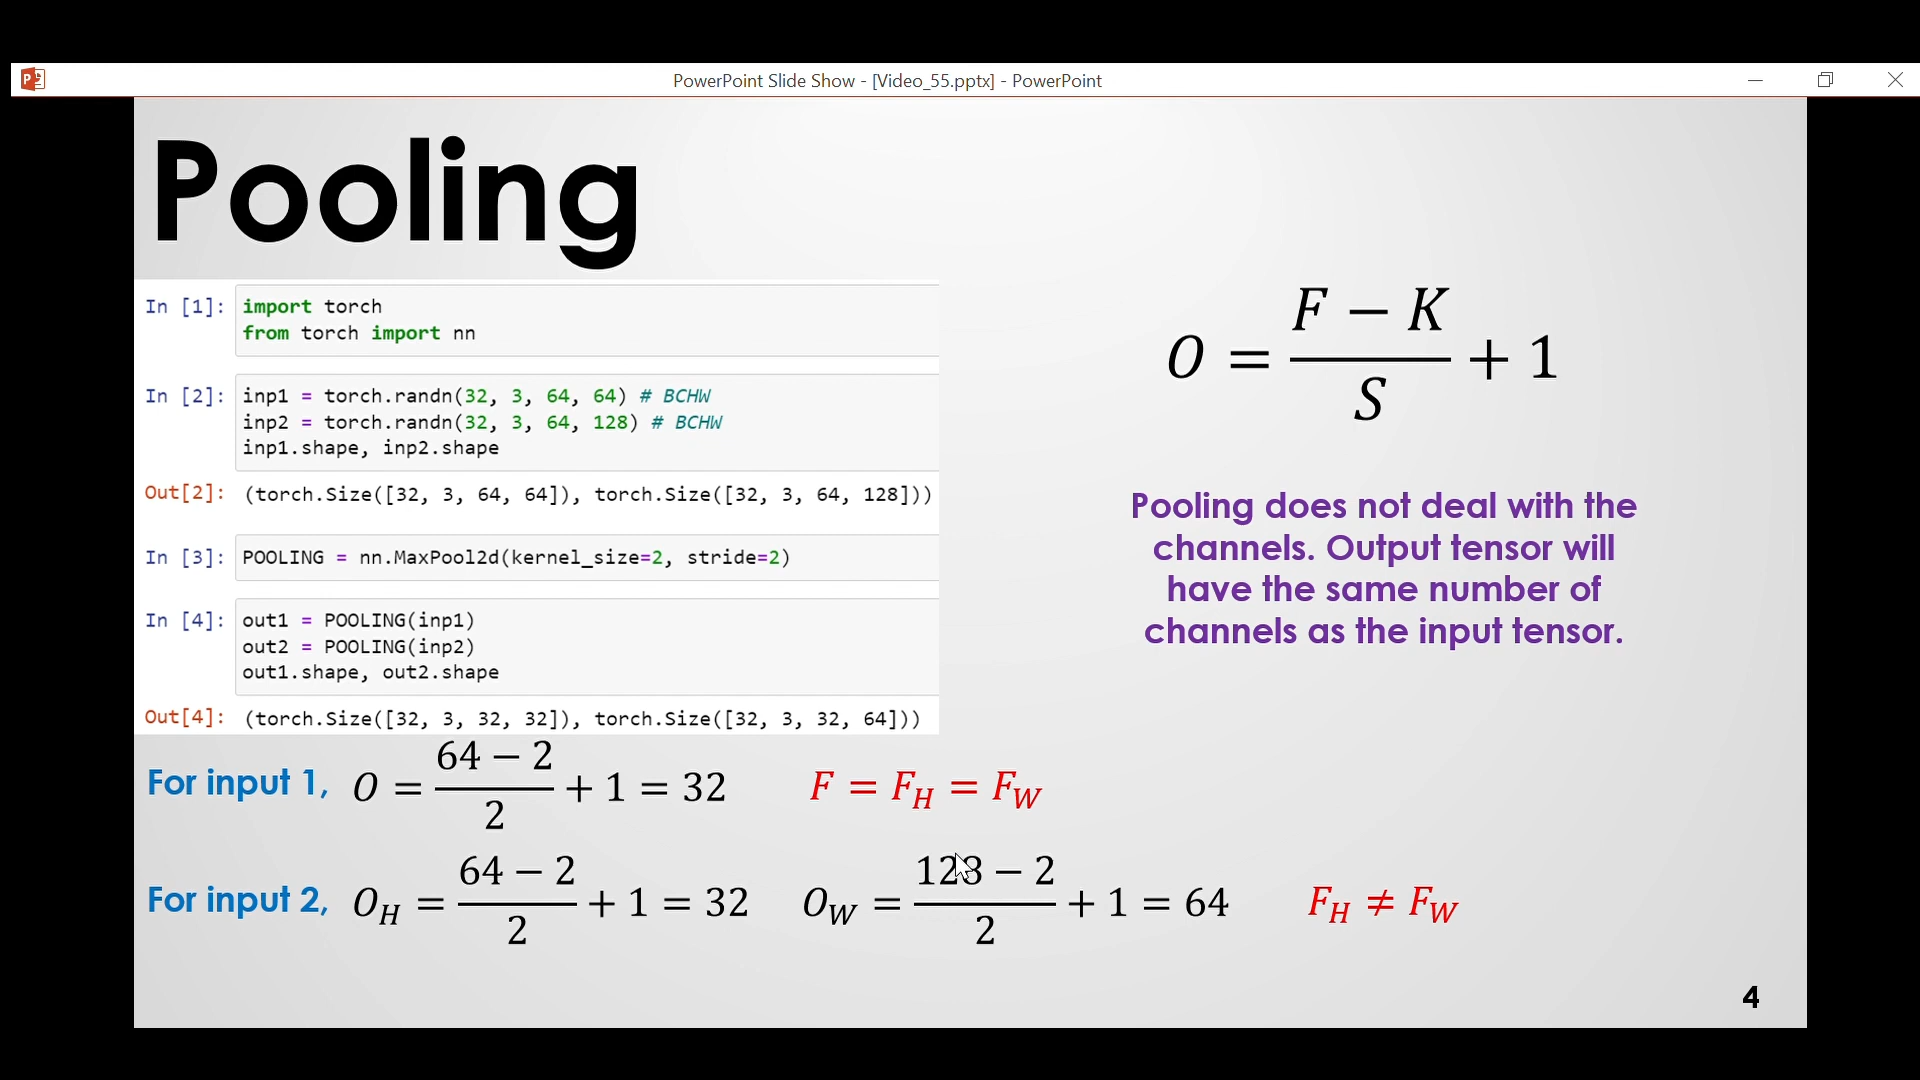 PowerPoint Slide Show - [Video_55.pptx] - PowerPoint
Pooling
In [1]: import torch
from torch import nn
In [2]: inp1 = torch.randn(32, 3, 64, 64) # BCHW
inp2 = torch.randn(32, 3, 64, 128) # BCHW
inp1.shape, inp2.shape
Out[2]: (torch.Size([32, 3, 64, 64]), torch.Size([32, 3, 64, 128]))
In [3]: POOLING = nn.MaxPool2d(kernel_size=2, stride=2)
In [4]: out1 = POOLING(inp1)
out2 = POOLING(inp2)
out1.shape, out2.shape
Out[4]: (torch.Size([32, 3, 32, 32]), torch.Size([32, 3, 32, 64]))
O = \frac{F - K}{S} + 1
Pooling does not deal with the
channels. Output tensor will
have the same number of
channels as the input tensor.
For input 1, O = \frac{64 - 2}{2} + 1 = 32 F = F_H = F_W
For input 2, O_H = \frac{64 - 2}{2} + 1 = 32 O_W = \frac{128 - 2}{2} + 1 = 64 F_H ≠ F_W
4